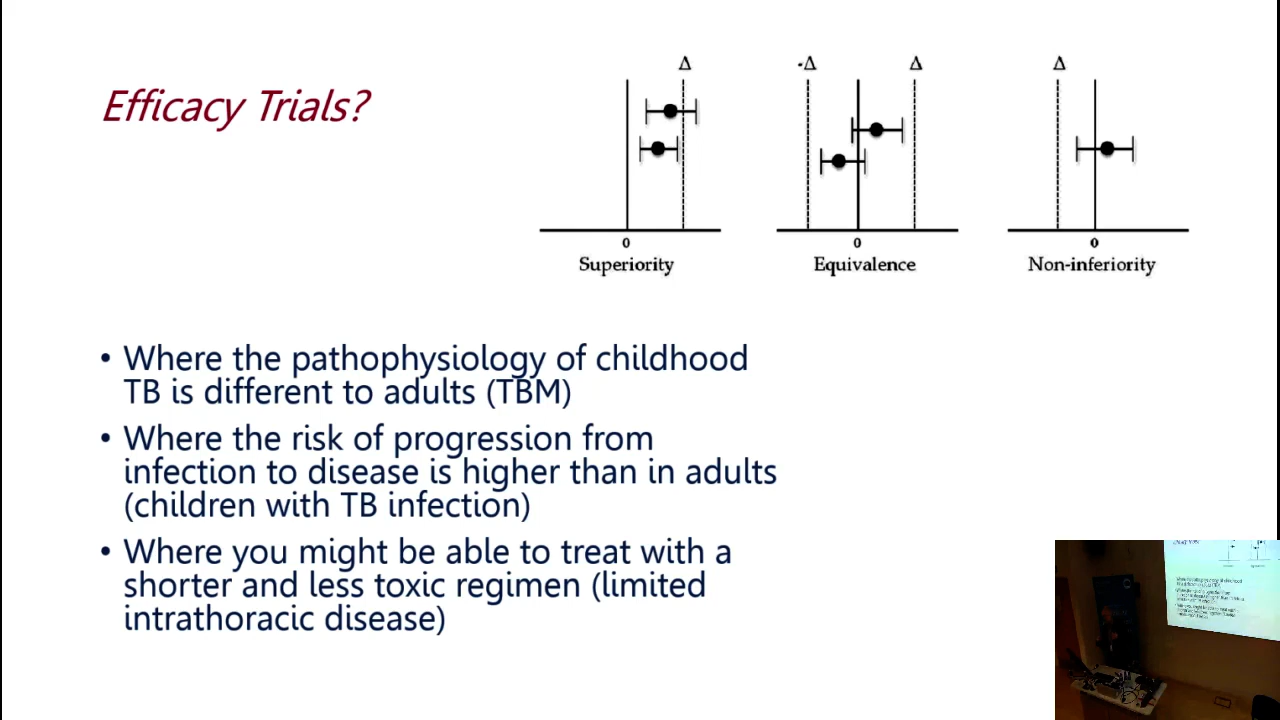 Efficacy Trials?
Δ
-Δ
Δ
Δ
0
0
0
Superiority
Equivalence
Non-inferiority
• Where the pathophysiology of childhood
TB is different to adults (TBM)
• Where the risk of progression from
infection to disease is higher than in adults
(children with TB infection)
• Where you might be able to treat with a
shorter and less toxic regimen (limited
intrathoracic disease)